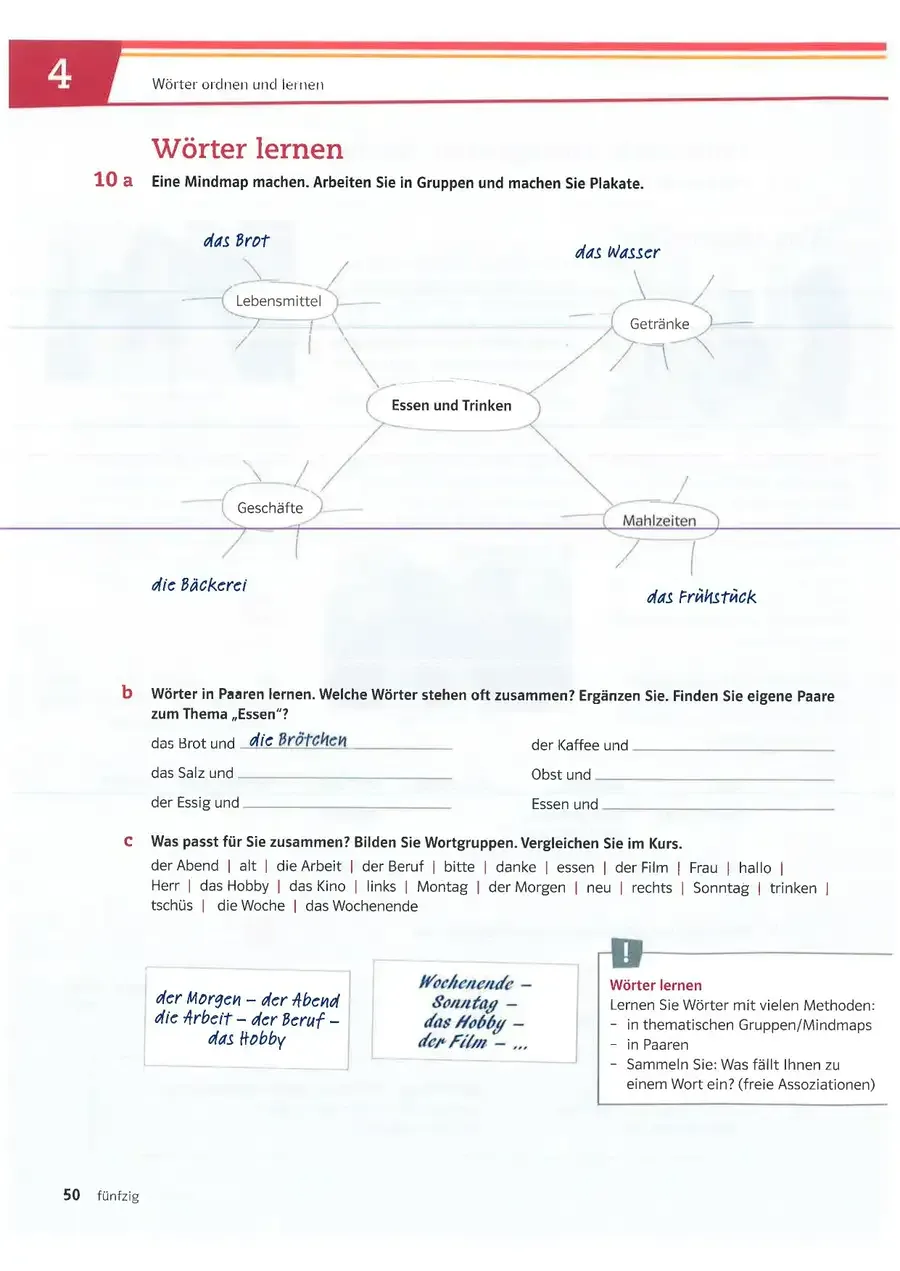 4
Wörter ordnen und lernen
Wörter lernen
10 a Eine Mindmap machen. Arbeiten Sie in Gruppen und machen Sie Plakate.
das Brot
das Wasser
Lebensmittel
Getränke
Essen und Trinken
Geschäfte
Mahlzeiten
die Bäckerei
das Frühstück
b Wörter in Paaren lernen. Welche Wörter stehen oft zusammen? Ergänzen Sie. Finden Sie eigene Paare
zum Thema „Essen“?
das Brot und die Brötchen
der Kaffee und
das Salz und
Obst und
der Essig und
Essen und
c Was passt für Sie zusammen? Bilden Sie Wortgruppen. Vergleichen Sie im Kurs.
der Abend | alt | die Arbeit | der Beruf | bitte | danke | essen | der Film | Frau | hallo |
Herr | das Hobby | das Kino | links | Montag | der Morgen | neu | rechts | Sonntag | trinken |
tschüs | die Woche | das Wochenende
der Morgen – der Abend
die Arbeit – der Beruf –
das Hobby
Wochenende –
Sonntag –
das Hobby –
der Film – ...
!
Wörter lernen
Lernen Sie Wörter mit vielen Methoden:
– in thematischen Gruppen/Mindmaps
– in Paaren
– Sammeln Sie: Was fällt Ihnen zu
einem Wort ein? (freie Assoziationen)
50 fünfzig